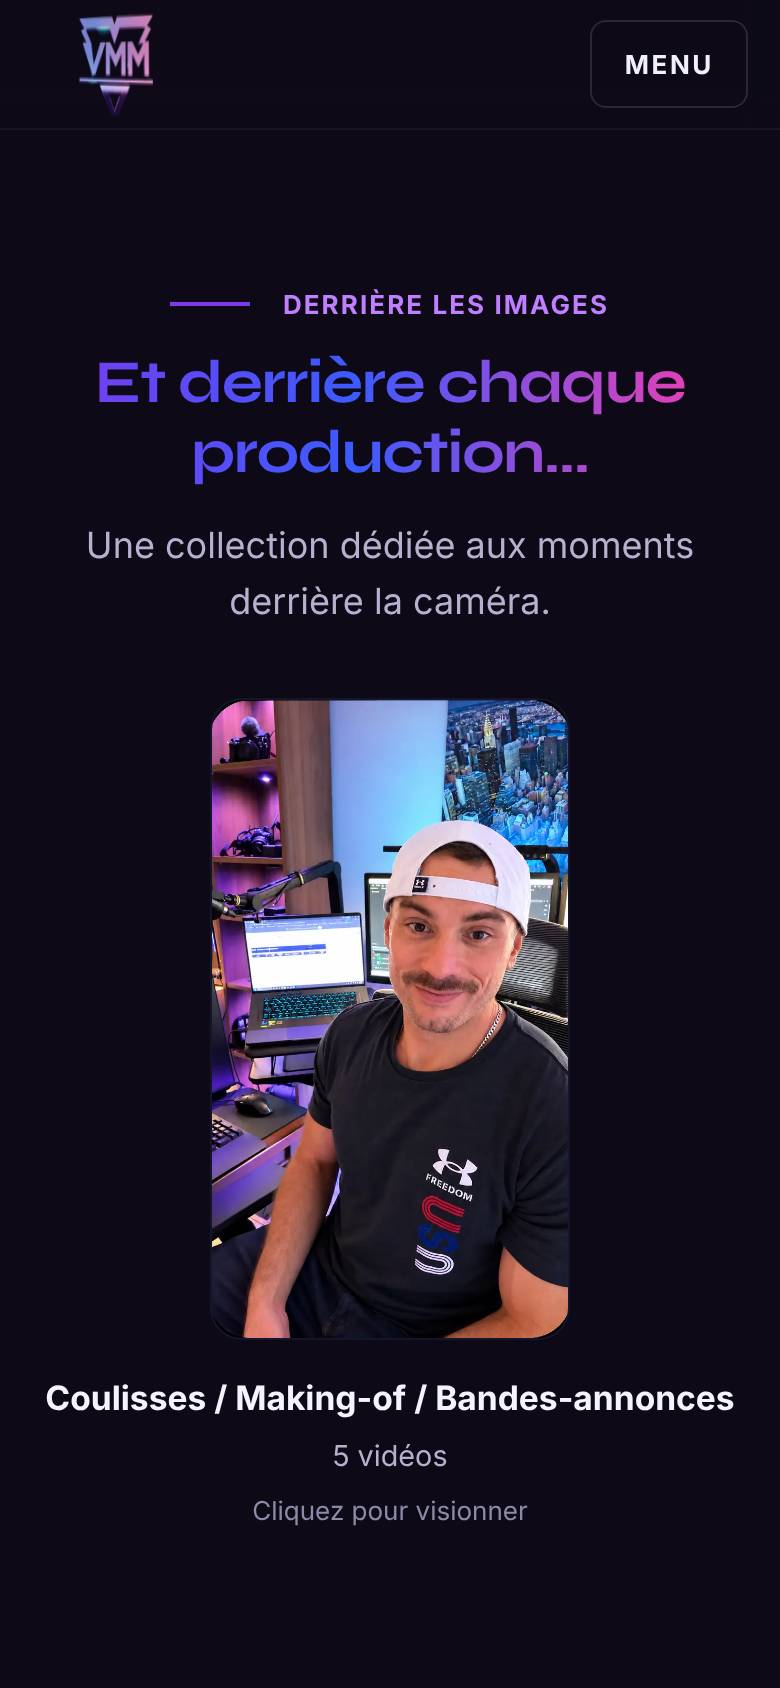 VMM
MENU
DERRIÈRE LES IMAGES
Et derrière chaque
production...
Une collection dédiée aux moments
derrière la caméra.
FREEDOM
USS
Coulisses / Making-of / Bandes-annonces
5 vidéos
Cliquez pour visionner